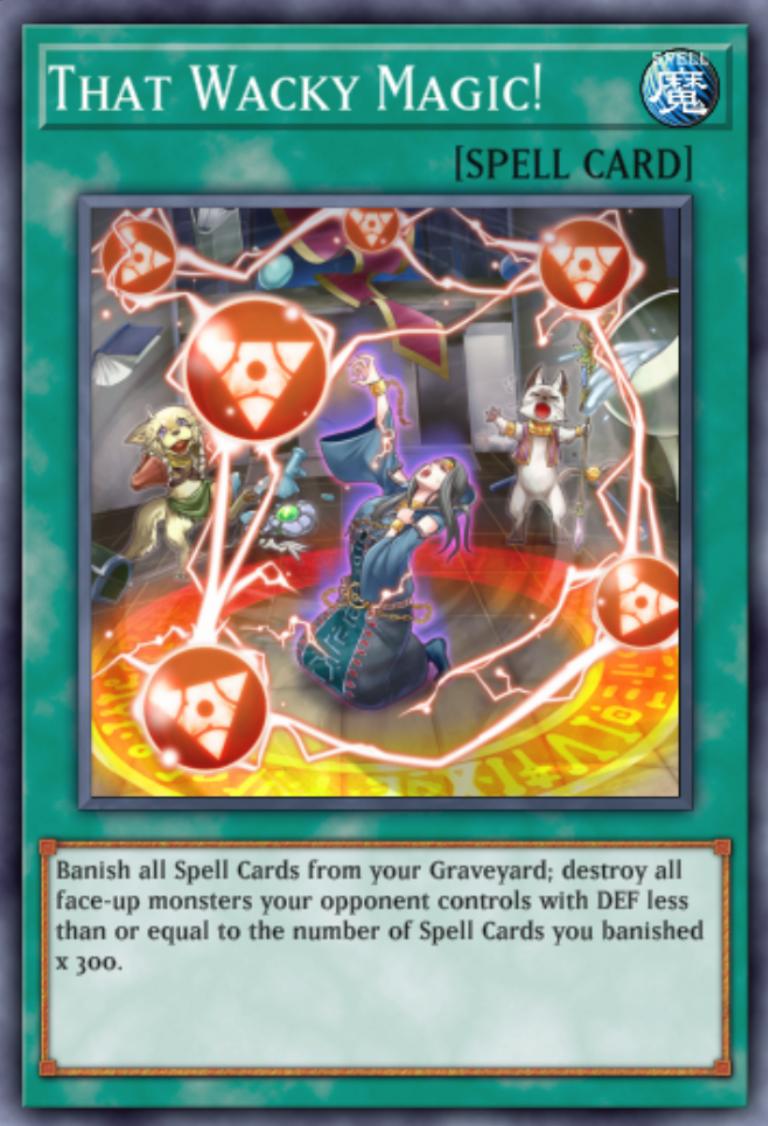 That Wacky Magic!
SPELL
魔
[SPELL CARD]
Banish all Spell Cards from your Graveyard; destroy all
face-up monsters your opponent controls with DEF less
than or equal to the number of Spell Cards you banished
x 300.